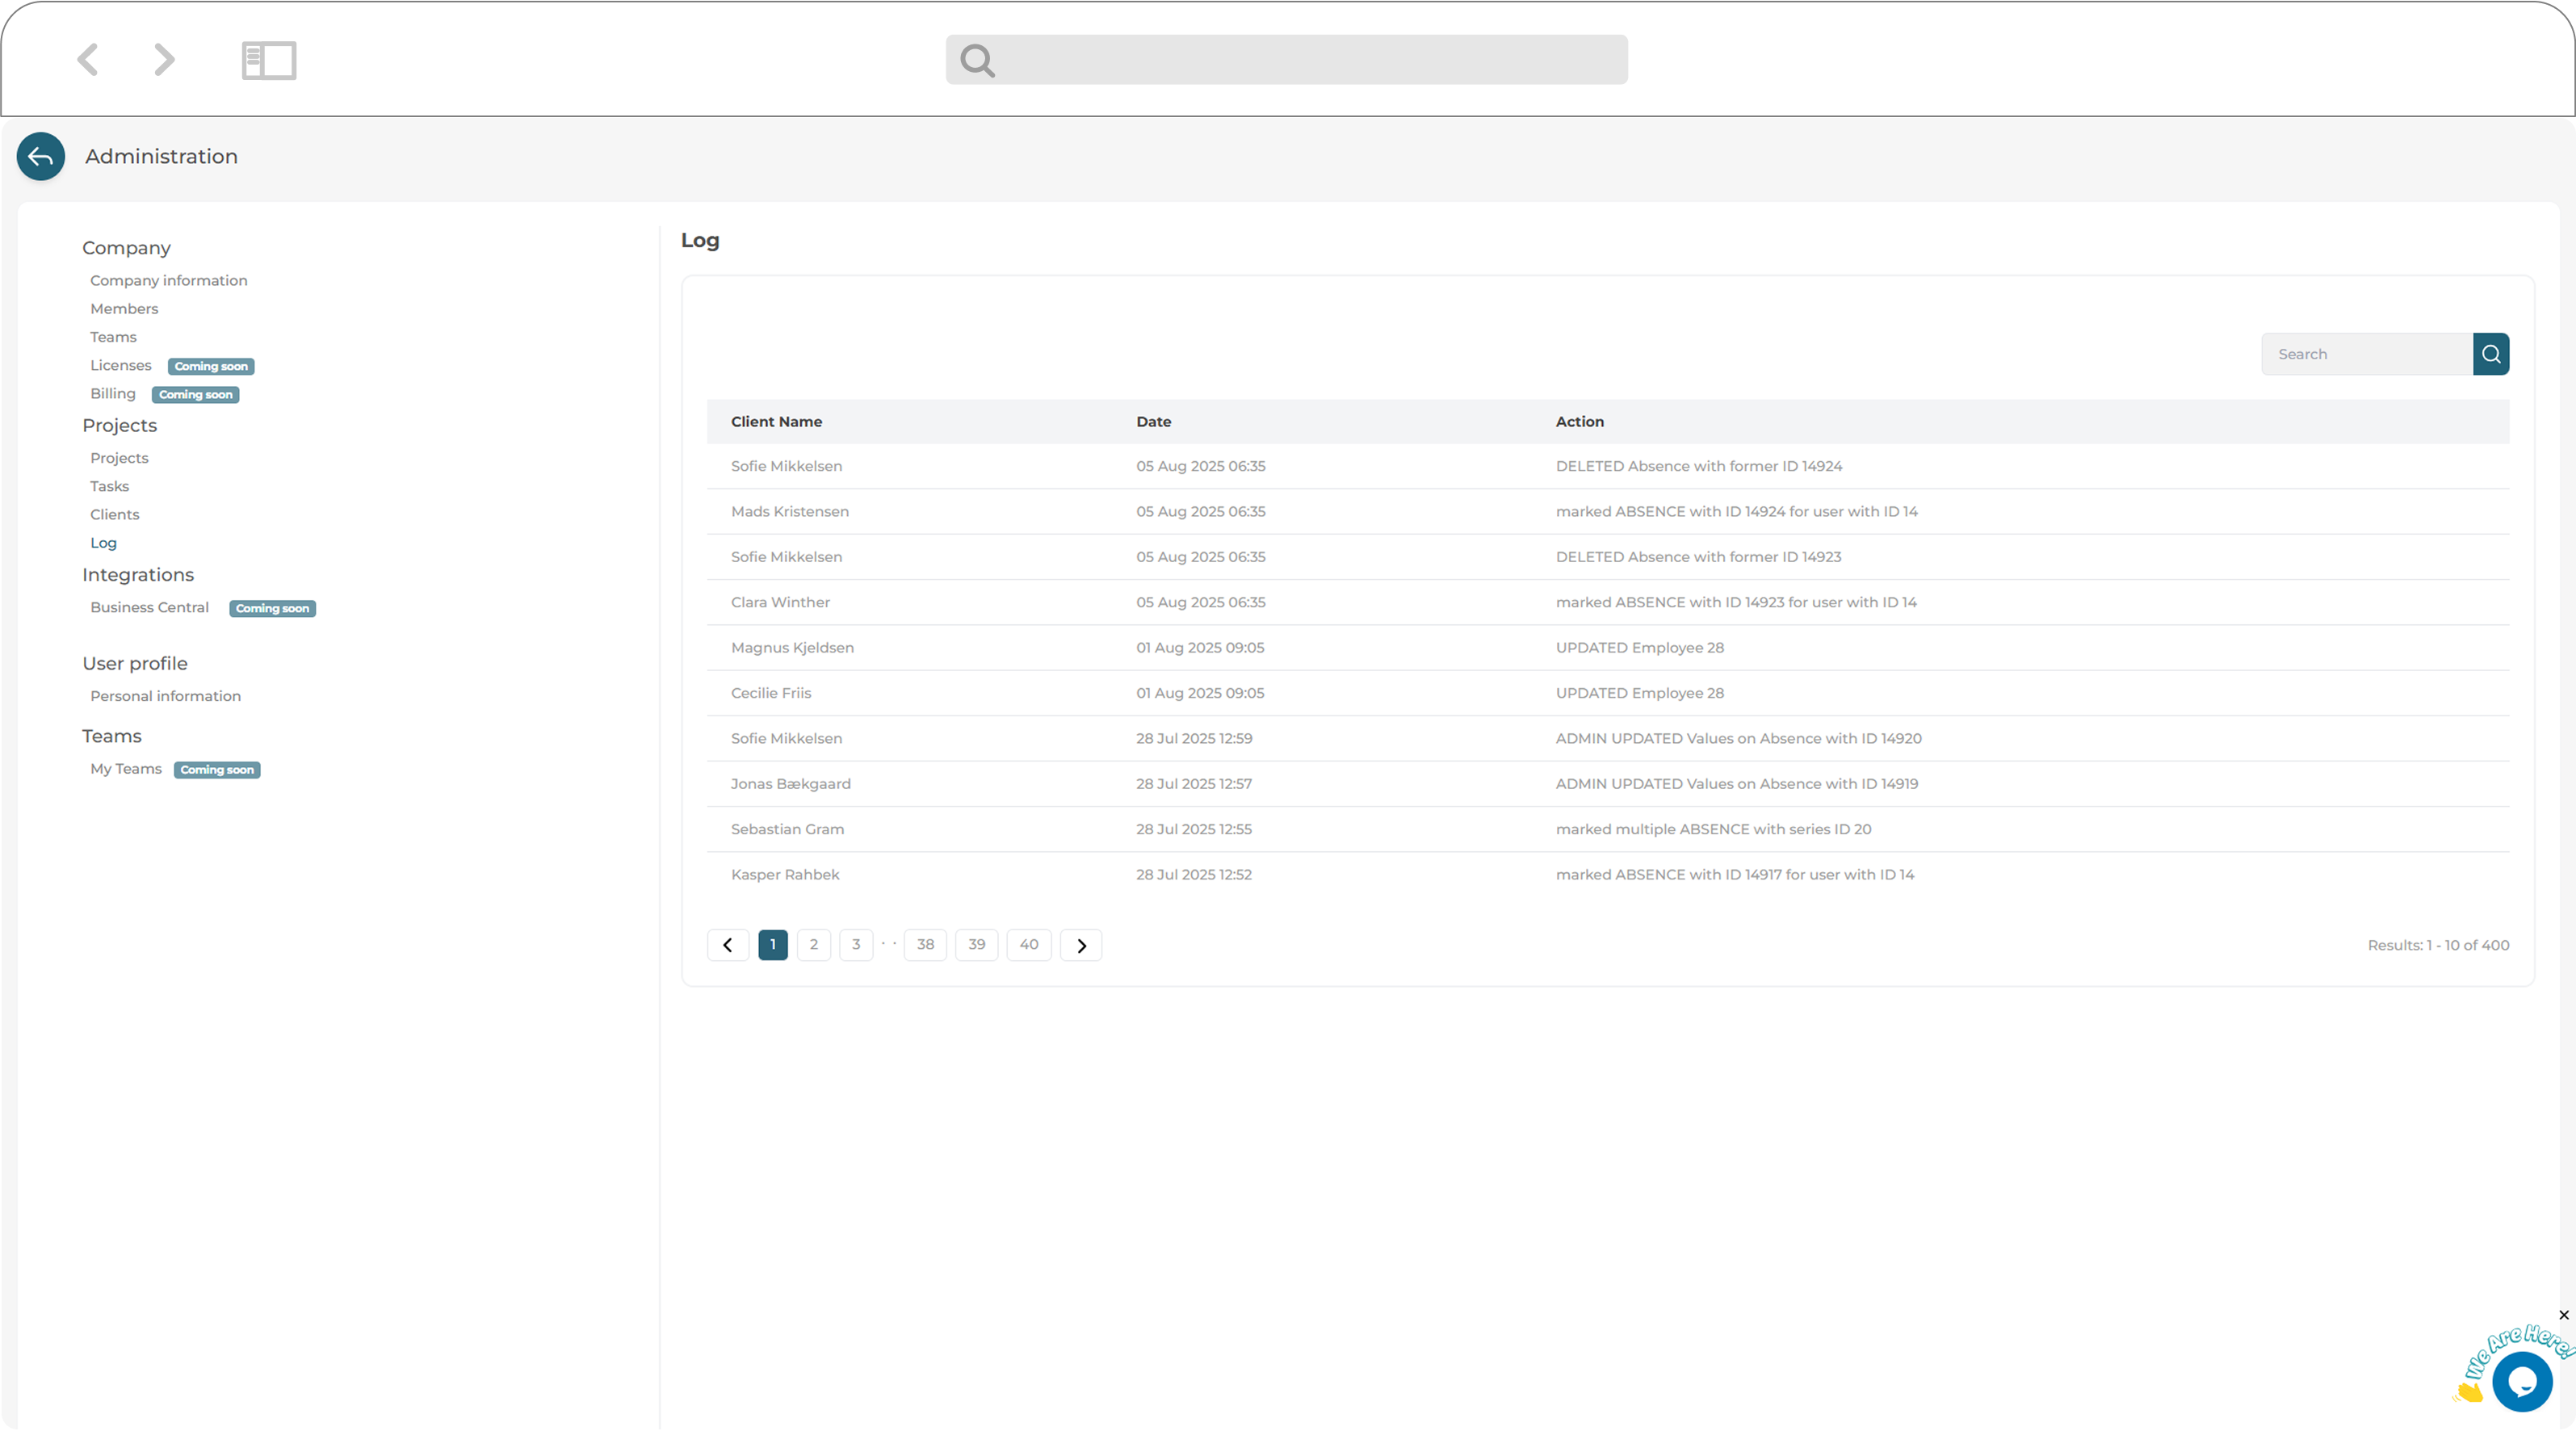 Administration
Company
Company information
Members
Teams
Licenses Coming soon
Billing Coming soon
Projects
Projects
Tasks
Clients
Log
Integrations
Business Central Coming soon
User profile
Personal information
Teams
My Teams Coming soon
Log
Search
Client Name Date Action
Sofie Mikkelsen 05 Aug 2025 06:35 DELETED Absence with former ID 14924
Mads Kristensen 05 Aug 2025 06:35 marked ABSENCE with ID 14924 for user with ID 14
Sofie Mikkelsen 05 Aug 2025 06:35 DELETED Absence with former ID 14923
Clara Winther 05 Aug 2025 06:35 marked ABSENCE with ID 14923 for user with ID 14
Magnus Kjeldsen 01 Aug 2025 09:05 UPDATED Employee 28
Cecilie Friis 01 Aug 2025 09:05 UPDATED Employee 28
Sofie Mikkelsen 28 Jul 2025 12:59 ADMIN UPDATED Values on Absence with ID 14920
Jonas Bækgaard 28 Jul 2025 12:57 ADMIN UPDATED Values on Absence with ID 14919
Sebastian Gram 28 Jul 2025 12:55 marked multiple ABSENCE with series ID 20
Kasper Rahbek 28 Jul 2025 12:52 marked ABSENCE with ID 14917 for user with ID 14
1 2 3 · · 38 39 40
Results: 1 - 10 of 400
We Are Here!